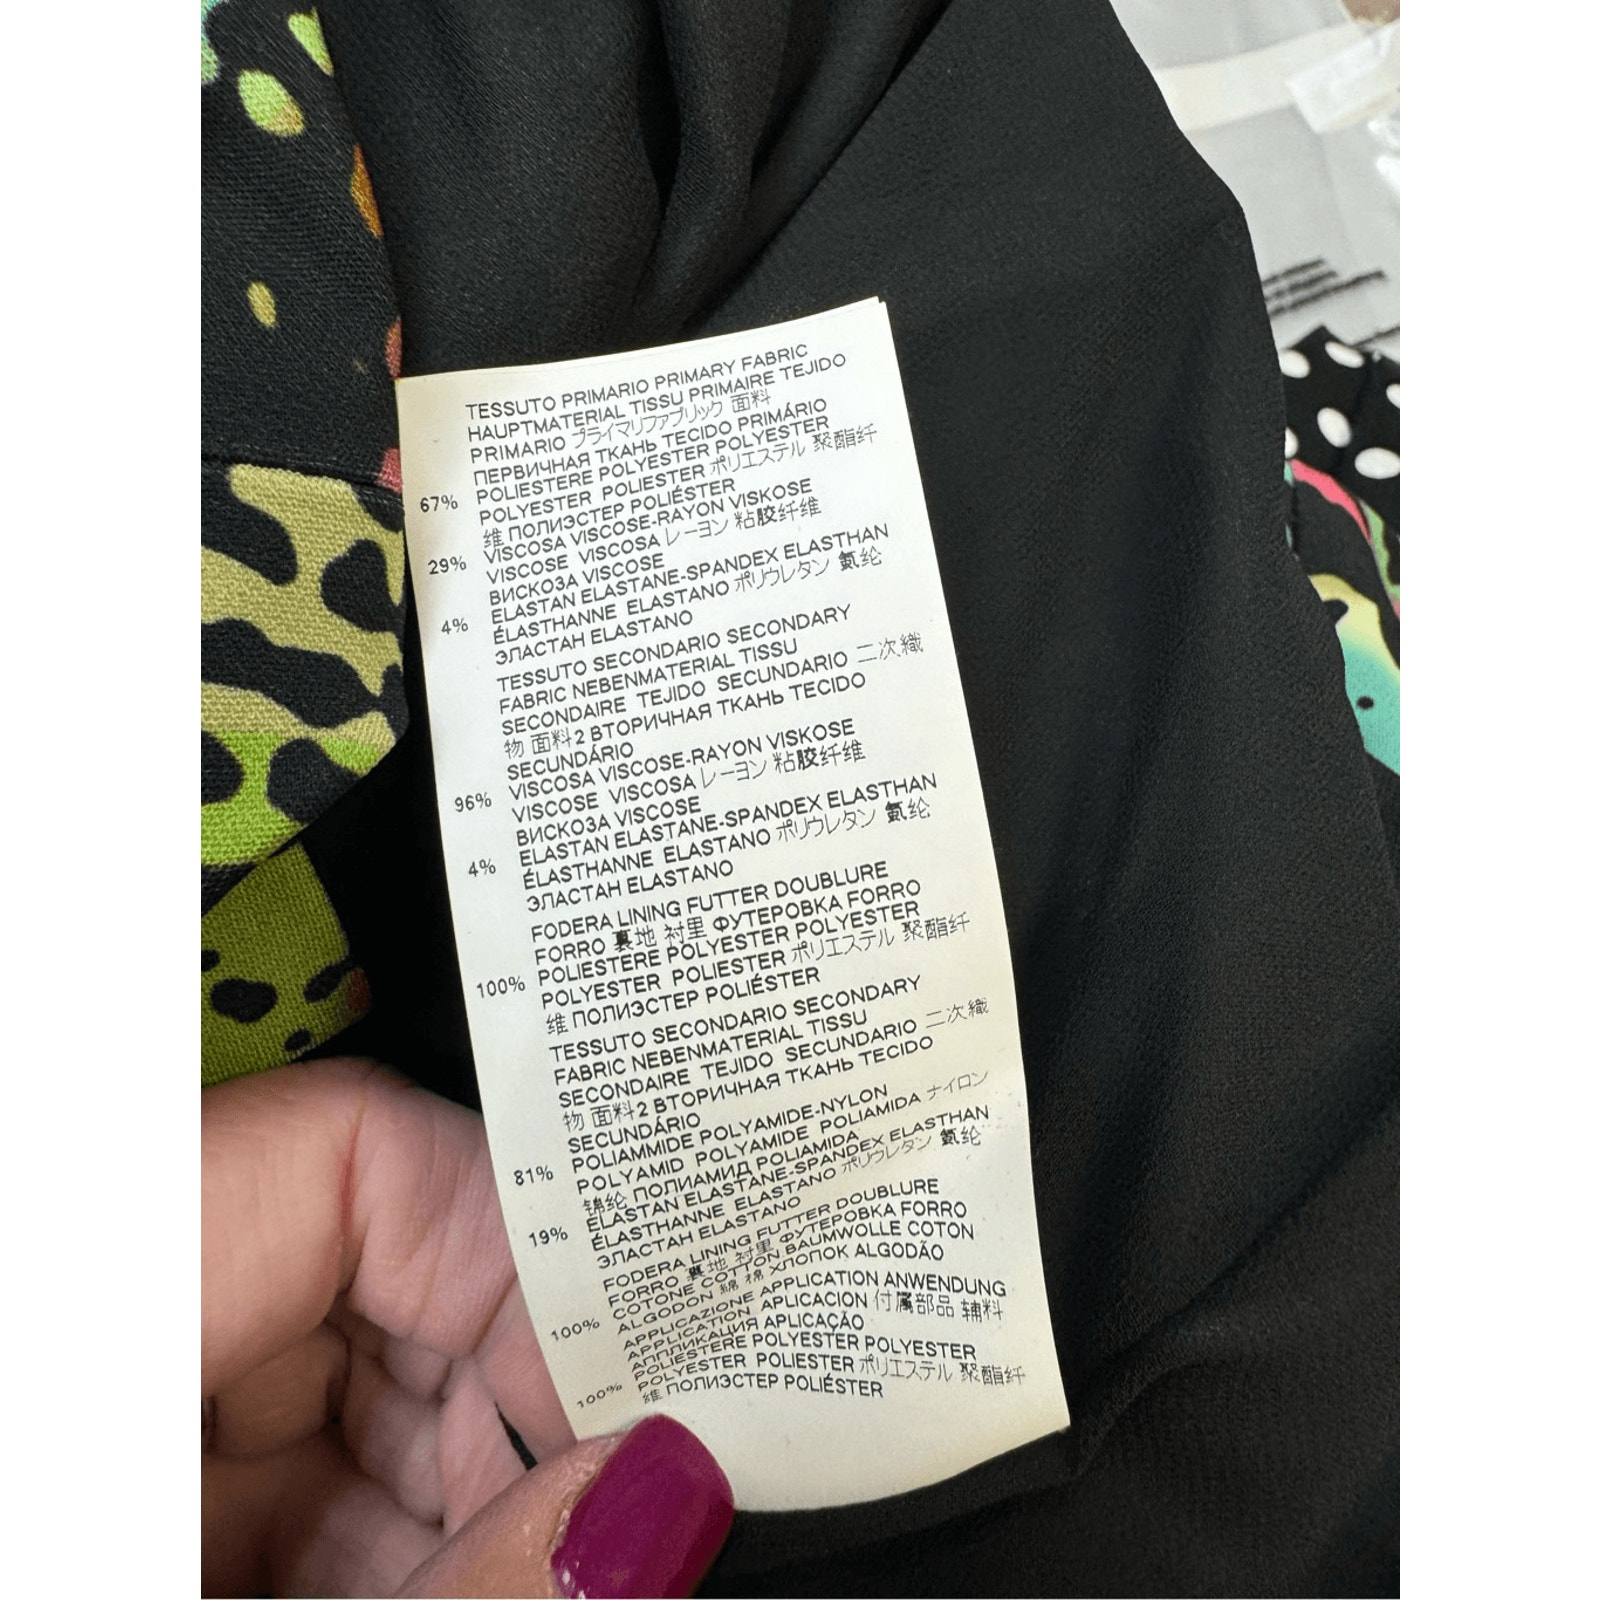 TESSUTO PRIMARIO PRIMARY FABRIC
HAUPTMATERIAL TISSU PRIMAIRE TEJIDO
PRIMARIO プライマリファブリック 面料
ПЕРВИЧНАЯ ТКАНЬ TECIDO PRIMÁRIO
67% POLIESTERE POLYESTER POLYESTER
POLYESTER POLIESTER ポリエステル 聚酯纤
维 ПОЛИЭСТЕР POLIÉSTER
29% VISCOSA VISCOSE-RAYON VISKOSE
VISCOSE VISCOSA レーヨン 粘胶纤维
ВИСКОЗА VISCOSE
4% ELASTAN ELASTANE-SPANDEX ELASTHAN
ÉLASTHANNE ELASTANO ポリウレタン 氨纶
ЭЛАСТАН ELASTANO
TESSUTO SECONDARIO SECONDARY
FABRIC NEBENMATERIAL TISSU
SECONDAIRE TEJIDO SECUNDARIO 二次織
物 面料2 ВТОРИЧНАЯ ТКАНЬ TECIDO
SECUNDÁRIO
96% VISCOSA VISCOSE-RAYON VISKOSE
VISCOSE VISCOSA レーヨン 粘胶纤维
ВИСКОЗА VISCOSE
4% ELASTAN ELASTANE-SPANDEX ELASTHAN
ÉLASTHANNE ELASTANO ポリウレタン 氨纶
ЭЛАСТАН ELASTANO
FODERA LINING FUTTER DOUBLURE
FORRO 裏地 衬里 ФУТЕРОВКА FORRO
100% POLIESTERE POLYESTER POLYESTER
POLYESTER POLIESTER ポリエステル 聚酯纤
维 ПОЛИЭСТЕР POLIÉSTER
TESSUTO SECONDARIO SECONDARY
FABRIC NEBENMATERIAL TISSU
SECONDAIRE TEJIDO SECUNDARIO 二次織
物 面料2 ВТОРИЧНАЯ ТКАНЬ TECIDO
SECUNDÁRIO
81% POLIAMMIDE POLYAMIDE-NYLON
POLYAMID POLYAMIDE POLIAMIDA ナイロン
锦纶 ПОЛИАМИД POLIAMIDA
19% ELASTAN ELASTANE-SPANDEX ELASTHAN
ÉLASTHANNE ELASTANO ポリウレタン 氨纶
ЭЛАСТАН ELASTANO
FODERA LINING FUTTER DOUBLURE
FORRO 裏地 衬里 ФУТЕРОВКА FORRO
100% COTONE COTTON BAUMWOLLE COTON
ALGODON 綿 棉 ХЛОПОК ALGODÃO
APPLICAZIONE APPLICATION ANWENDUNG
APPLICATION APLICACION 付属部品 辅料
АППЛИКАЦИЯ APLICAÇÃO
100% POLIESTERE POLYESTER POLYESTER
POLYESTER POLIESTER ポリエステル 聚酯纤
维 ПОЛИЭСТЕР POLIÉSTER